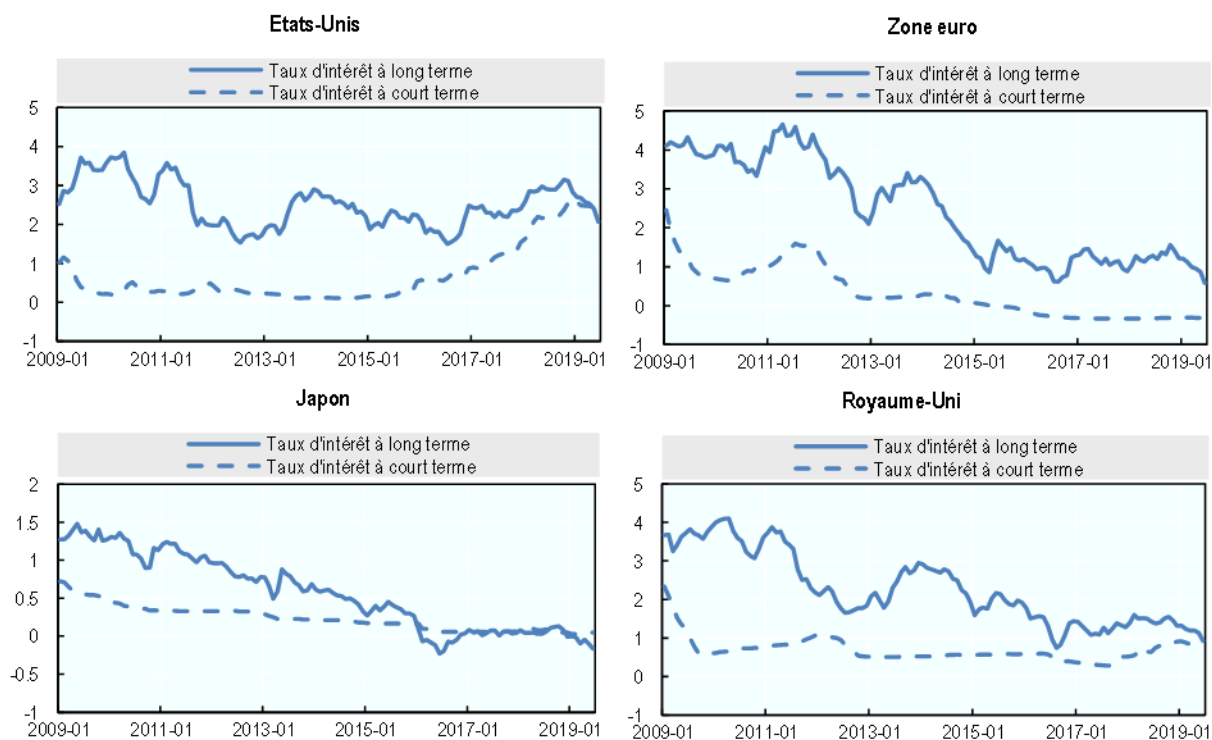 Etats-Unis
Taux d'intérêt à long terme
Taux d'intérêt à court terme
5
4
3
2
1
0
-1
2009-01 2011-01 2013-01 2015-01 2017-01 2019-01
Zone euro
Taux d'intérêt à long terme
Taux d'intérêt à court terme
5
4
3
2
1
0
-1
2009-01 2011-01 2013-01 2015-01 2017-01 2019-01
Japon
Taux d'intérêt à long terme
Taux d'intérêt à court terme
2
1.5
1
0.5
0
-0.5
-1
2009-01 2011-01 2013-01 2015-01 2017-01 2019-01
Royaume-Uni
Taux d'intérêt à long terme
Taux d'intérêt à court terme
5
4
3
2
1
0
-1
2009-01 2011-01 2013-01 2015-01 2017-01 2019-01